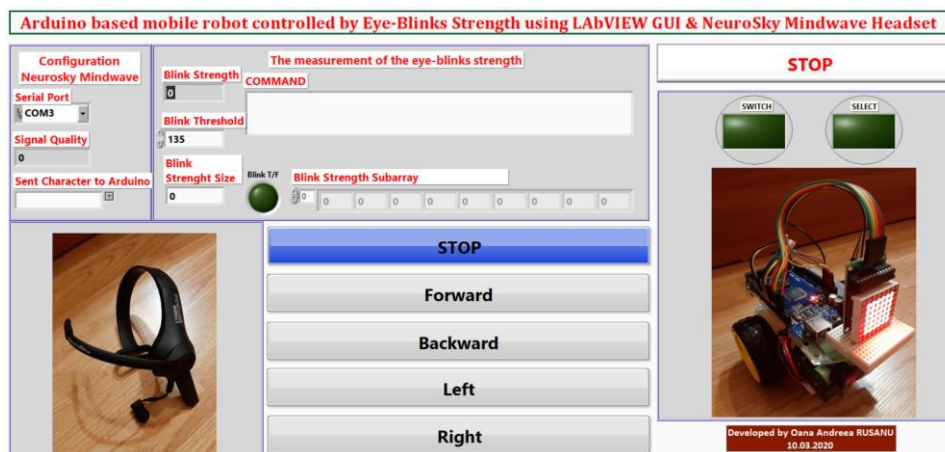 Arduino based mobile robot controlled by Eye-Blinks Strength using LAbVIEW GUI & NeuroSky Mindwave Headset
Configuration
Neurosky Mindwave
Serial Port
COM3
Signal Quality
0
Sent Character to Arduino
The measurement of the eye-blinks strength
Blink Strength
0
COMMAND
Blink Threshold
135
Blink
Strenght Size
0
Blink T/F
Blink Strength Subarray
0 0 0 0 0 0 0 0 0 0
STOP
Forward
Backward
Left
Right
STOP
SWITCH SELECT
Developed by Oana Andreea RUSANU
10.03.2020